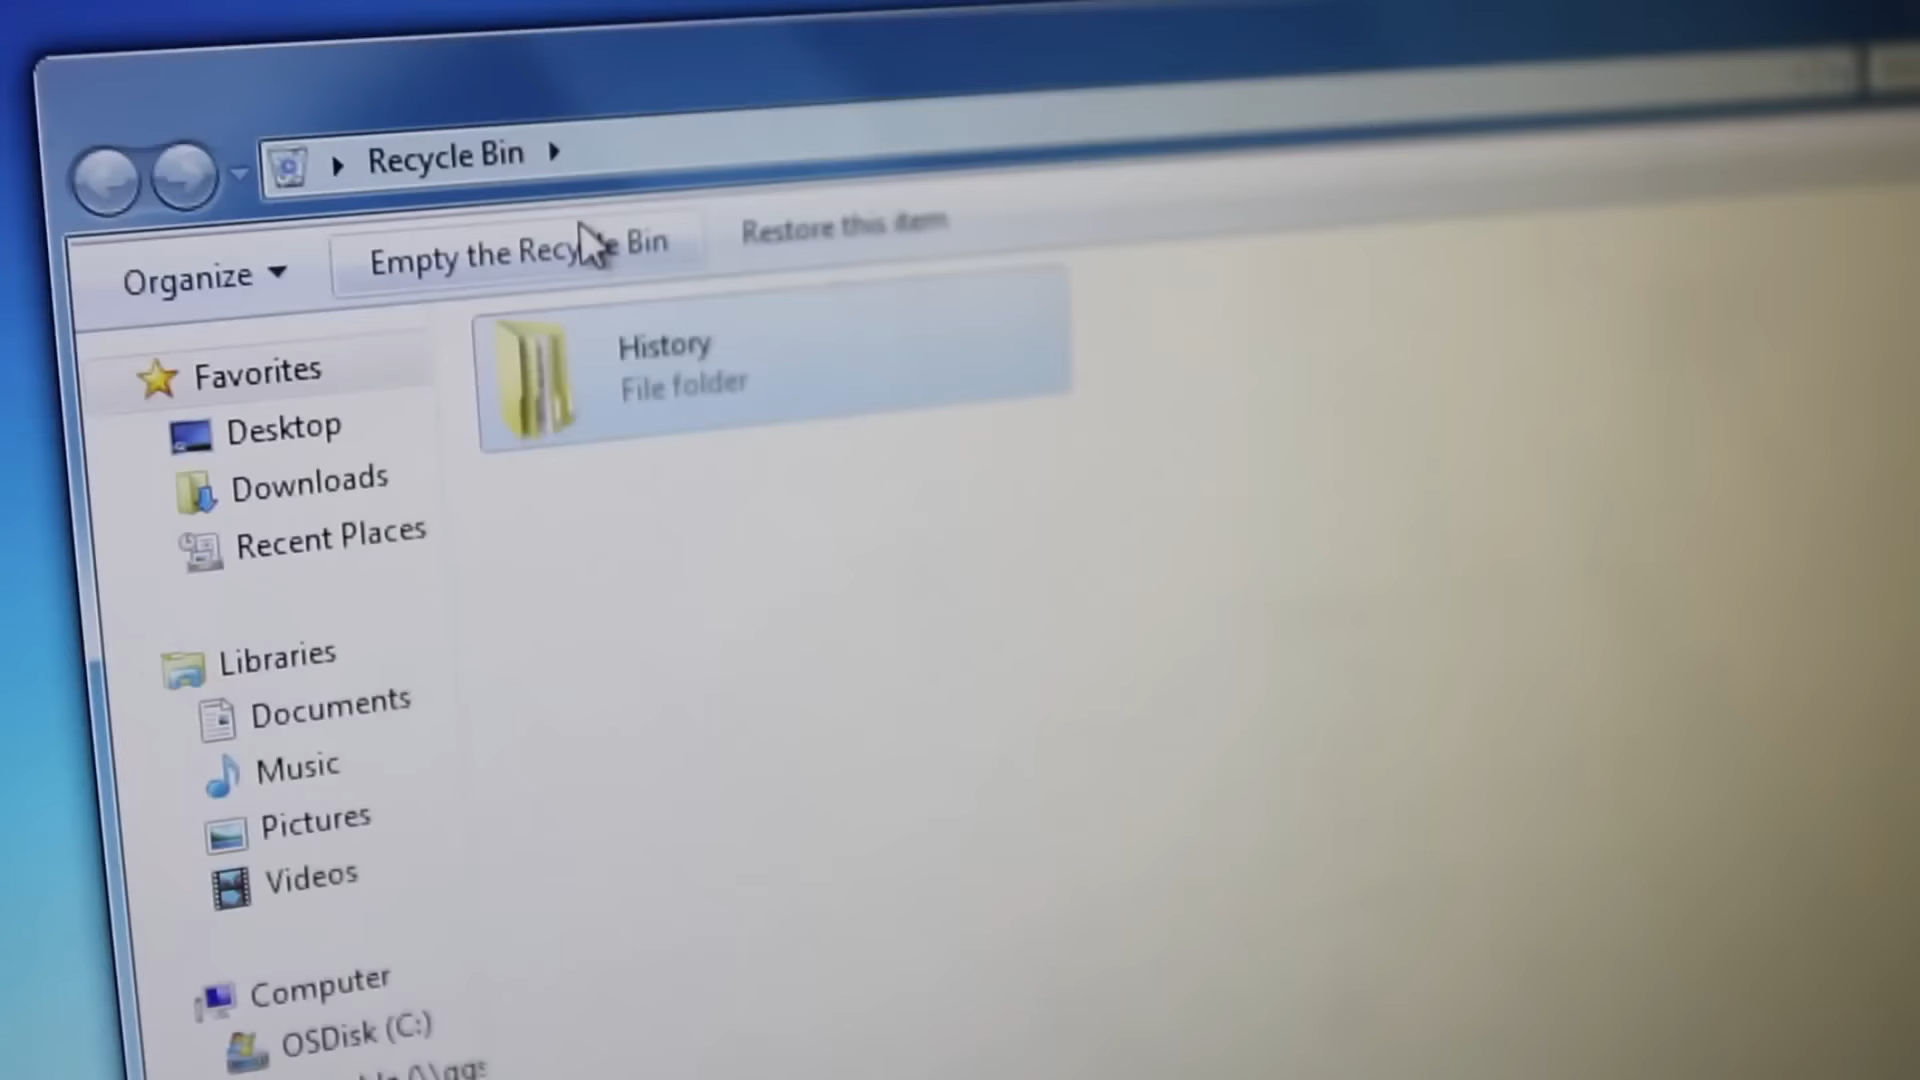 Recycle Bin
Organize
Empty the Recycle Bin
Restore this item
Favorites
Desktop
Downloads
Recent Places
Libraries
Documents
Music
Pictures
Videos
Computer
OSDisk (C:)
History
File folder